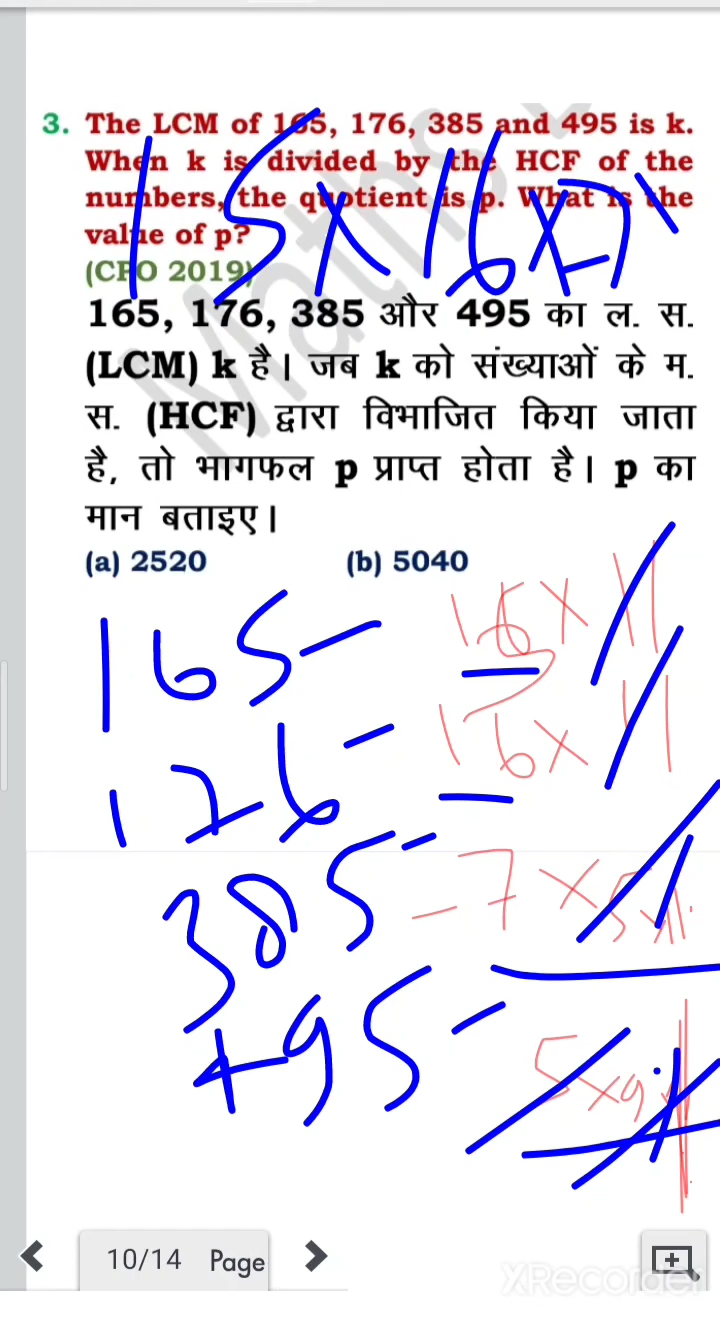 3. The LCM of 165, 176, 385 and 495 is k.
When k is divided by the HCF of the
numbers, the quotient is p. What is the
value of p?
(CPO 2019)
15 x 16 x 7 x
165, 176, 385 और 495 का ल. स.
(LCM) k है। जब k को संख्याओं के म.
स. (HCF) द्वारा विभाजित किया जाता
है, तो भागफल p प्राप्त होता है। p का
मान बताइए।
(a) 2520 (b) 5040
165 - 15 x 11
176 - 16 x 11
385 - 7 x 5 x 11
495 - 5 x 9 x 11
10/14 Page
XRecorder